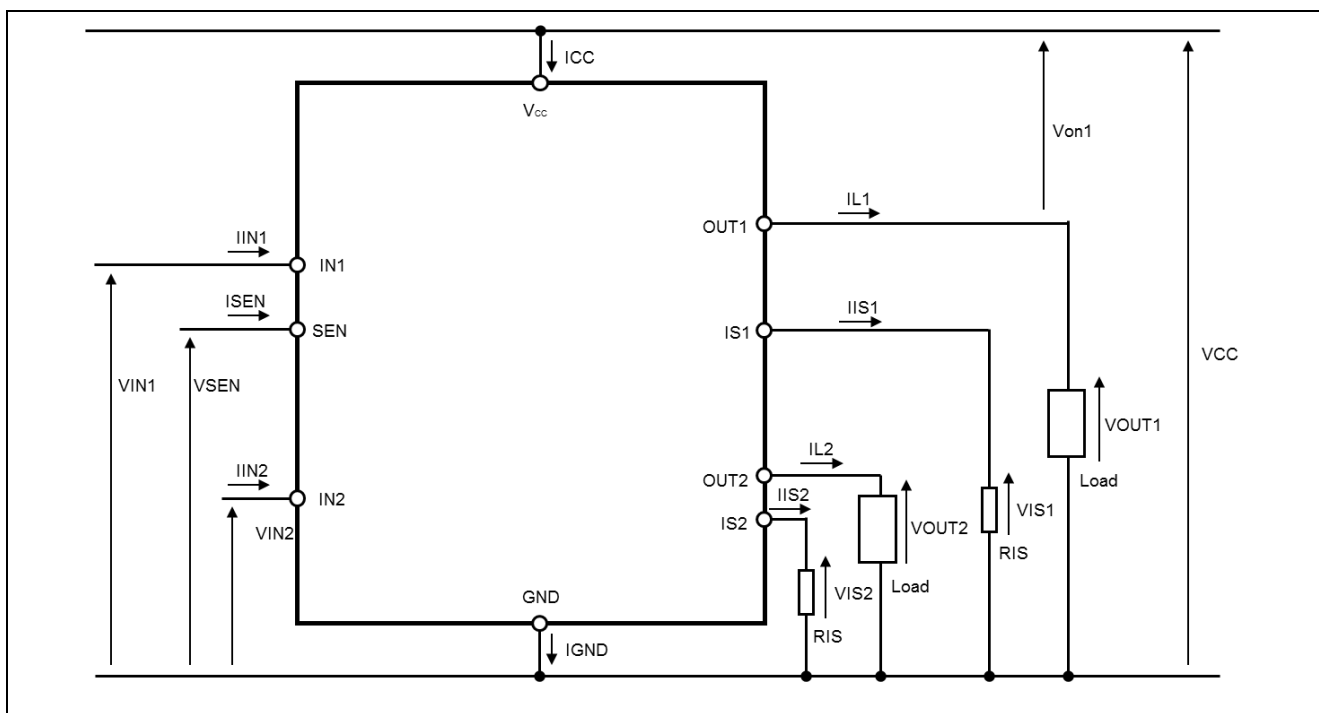 ICC
Vcc
Von1
IL1
OUT1
IIN1
IN1
ISEN
IIS1
SEN
IS1
VCC
VIN1
VSEN
VOUT1
IL2
IIN2
OUT2
Load
IIS2
IN2
VIS1
IS2
VOUT2
VIN2
RIS
Load
GND
VIS2
RIS
IGND